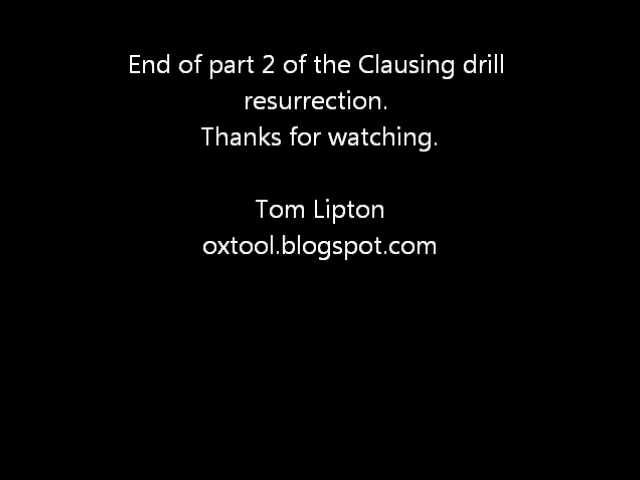 End of part 2 of the Clausing drill
resurrection.
Thanks for watching.
Tom Lipton
oxtool.blogspot.com